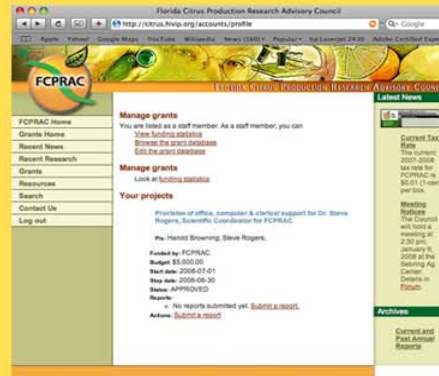 Florida Citrus Production Research Advisory Council
http://citrus.hivip.org/accounts/profile
Google
Apple Yahoo! Google Maps YouTube Wikipedia News (560) Popular hp Laserjet 2430 Adobe Certified Exper
FCPRAC
FLORIDA CITRUS PRODUCTION RESEARCH ADVISORY COUNC
FCPRAC Home
Grants Home
Recent News
Recent Research
Grants
Resources
Search
Contact Us
Log out
Manage grants
You are listed as a staff member. As a staff member, you can
View funding statistics
Browse the grant database
Edit the grant database
Manage grants
Look at funding statistics
Your projects
Provision of office, computer & clerical support for Dr. Steve
Rogers, Scientific Coordinator for FCPRAC
PIs: Harold Browning; Steve Rogers;
Funded by: FCPRAC
Budget: $5,000.00
Start date: 2008-07-01
Stop date: 2008-06-30
Status: APPROVED
Reports:
No reports submitted yet. Submit a report.
Actions: Submit a report
Latest News
Current Tax
Rate
The current
2007-2008
tax rate for
FCPRAC is
$0.01 (1-cent
per box.
Meeting
Notices
The Council
will hold a
meeting at
2:30 pm,
January 9,
2008 at the
Sebring Ag
Center.
Details in
Forum.
Archives
Current and
Past Annual
Reports